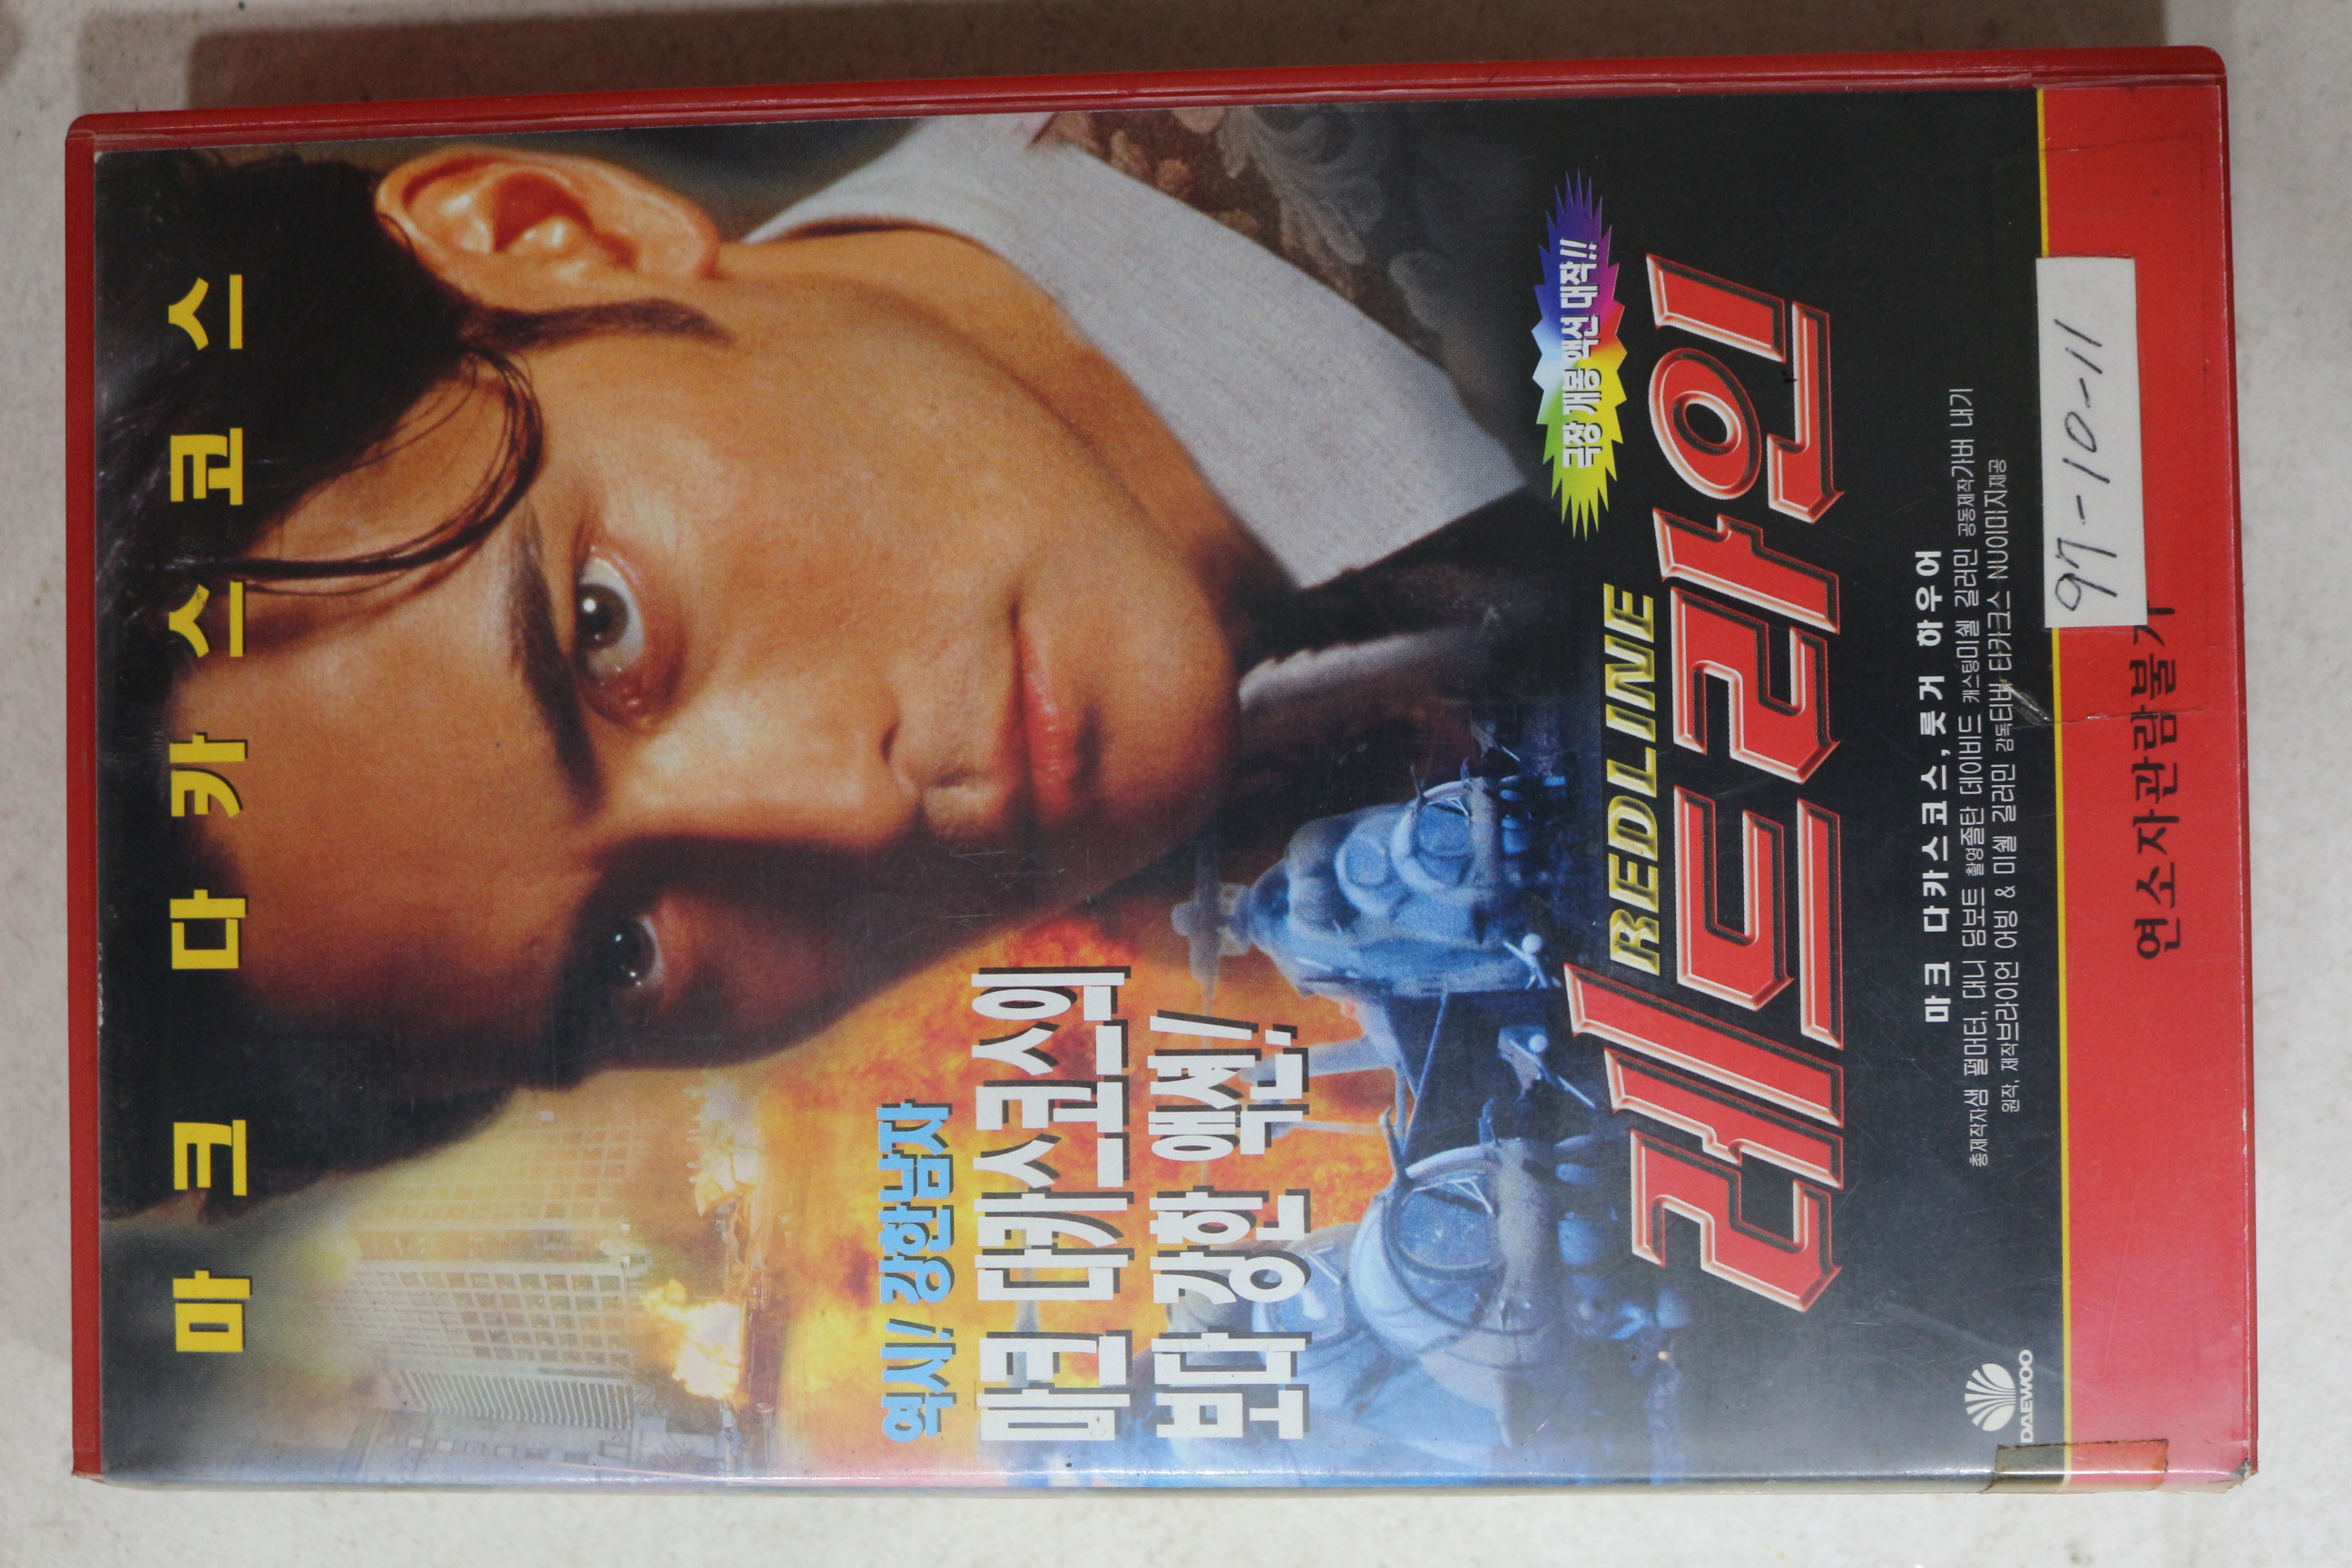 마크 다카스코스
역시! 강한남자
마크 다카스코스의
보다 강한 액션!
극장 개봉 액션 대작!!
REDLINE
레드라인
마크 다카스코스, 룻거 하우어
총제작자샘 펄머터, 대니 딤보트 촬영졸탄 데이비드 캐스팅미쉘 길러민 공동제작가버 내기
원작, 제작브라이언 어빙 & 미쉘 길러민 감독티버 타카크스 NU이미지제공
DAEWOO
연소자관람불가
97-10-11